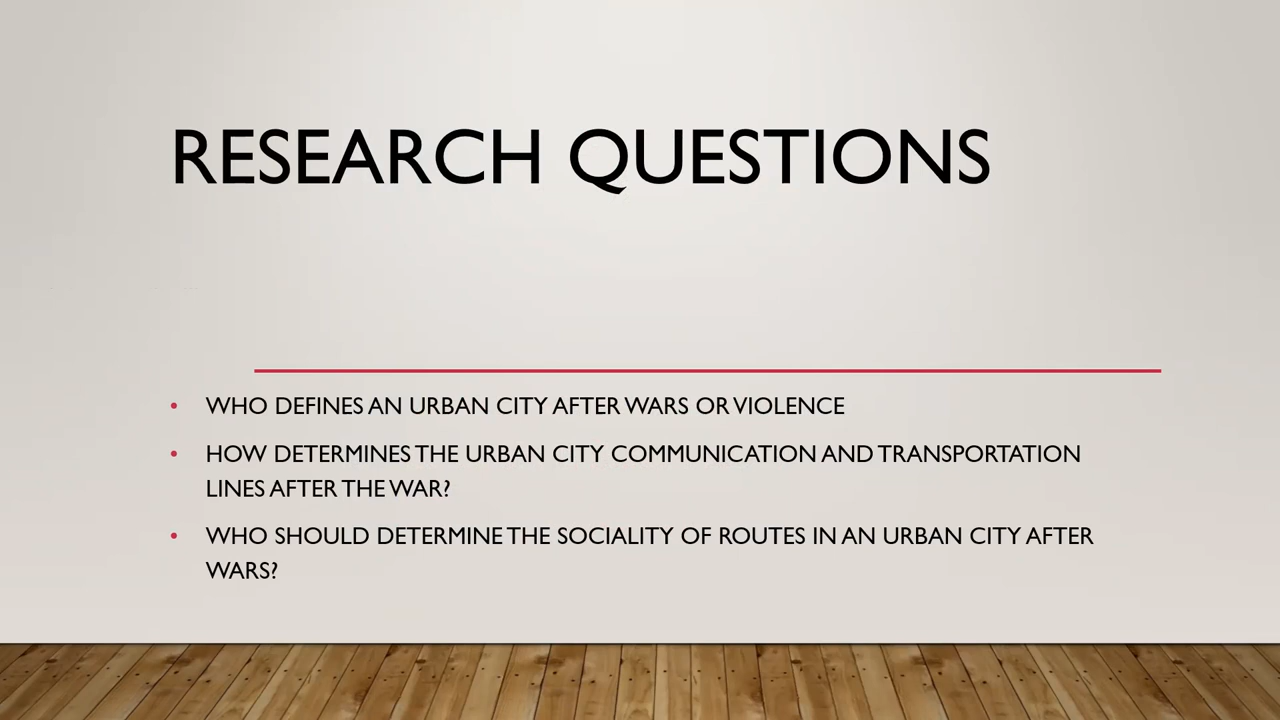 RESEARCH QUESTIONS
• WHO DEFINES AN URBAN CITY AFTER WARS OR VIOLENCE
• HOW DETERMINES THE URBAN CITY COMMUNICATION AND TRANSPORTATION
LINES AFTER THE WAR?
• WHO SHOULD DETERMINE THE SOCIALITY OF ROUTES IN AN URBAN CITY AFTER
WARS?